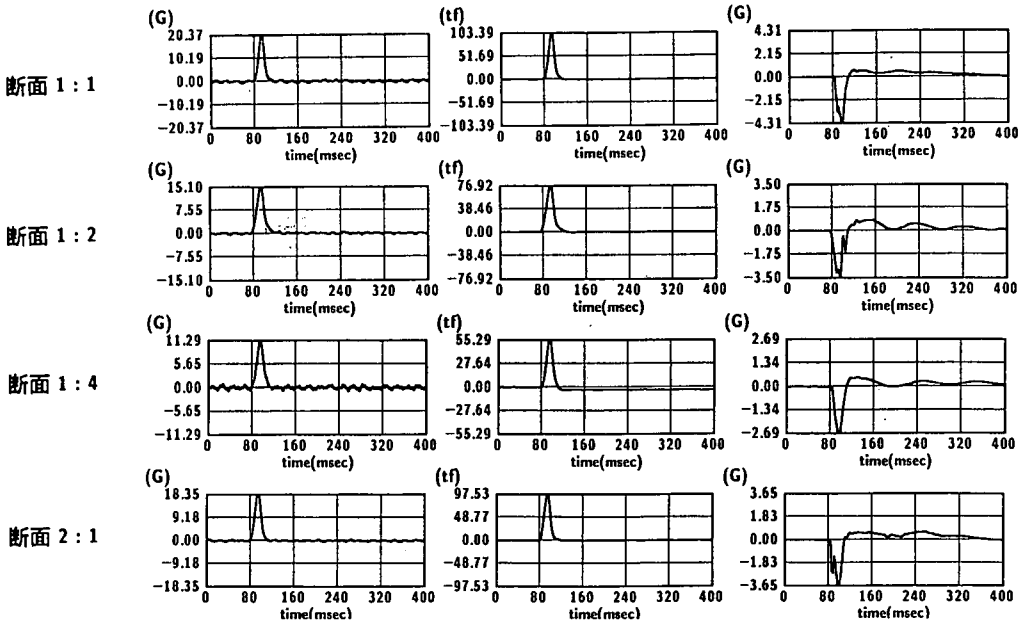 (G) (tf) (G)
断面 1 : 1
20.37 103.39 4.31
10.19 51.69 2.15
0.00 0.00 0.00
−10.19 −51.69 −2.15
−20.37 −103.39 −4.31
0 80 160 240 320 400 0 80 160 240 320 400 0 80 160 240 320 400
time(msec) time(msec) time(msec)
(G) (tf) (G)
断面 1 : 2
15.10 76.92 3.50
7.55 38.46 1.75
0.00 0.00 0.00
−7.55 −38.46 −1.75
−15.10 −76.92 −3.50
0 80 160 240 320 400 0 80 160 240 320 400 0 80 160 240 320 400
time(msec) time(msec) time(msec)
(G) (tf) (G)
断面 1 : 4
11.29 55.29 2.69
5.65 27.64 1.34
0.00 0.00 0.00
−5.65 −27.64 −1.34
−11.29 −55.29 −2.69
0 80 160 240 320 400 0 80 160 240 320 400 0 80 160 240 320 400
time(msec) time(msec) time(msec)
(G) (tf) (G)
断面 2 : 1
18.35 97.53 3.65
9.18 48.77 1.83
0.00 0.00 0.00
−9.18 −48.77 −1.83
−18.35 −97.53 −3.65
0 80 160 240 320 400 0 80 160 240 320 400 0 80 160 240 320 400
time(msec) time(msec) time(msec)